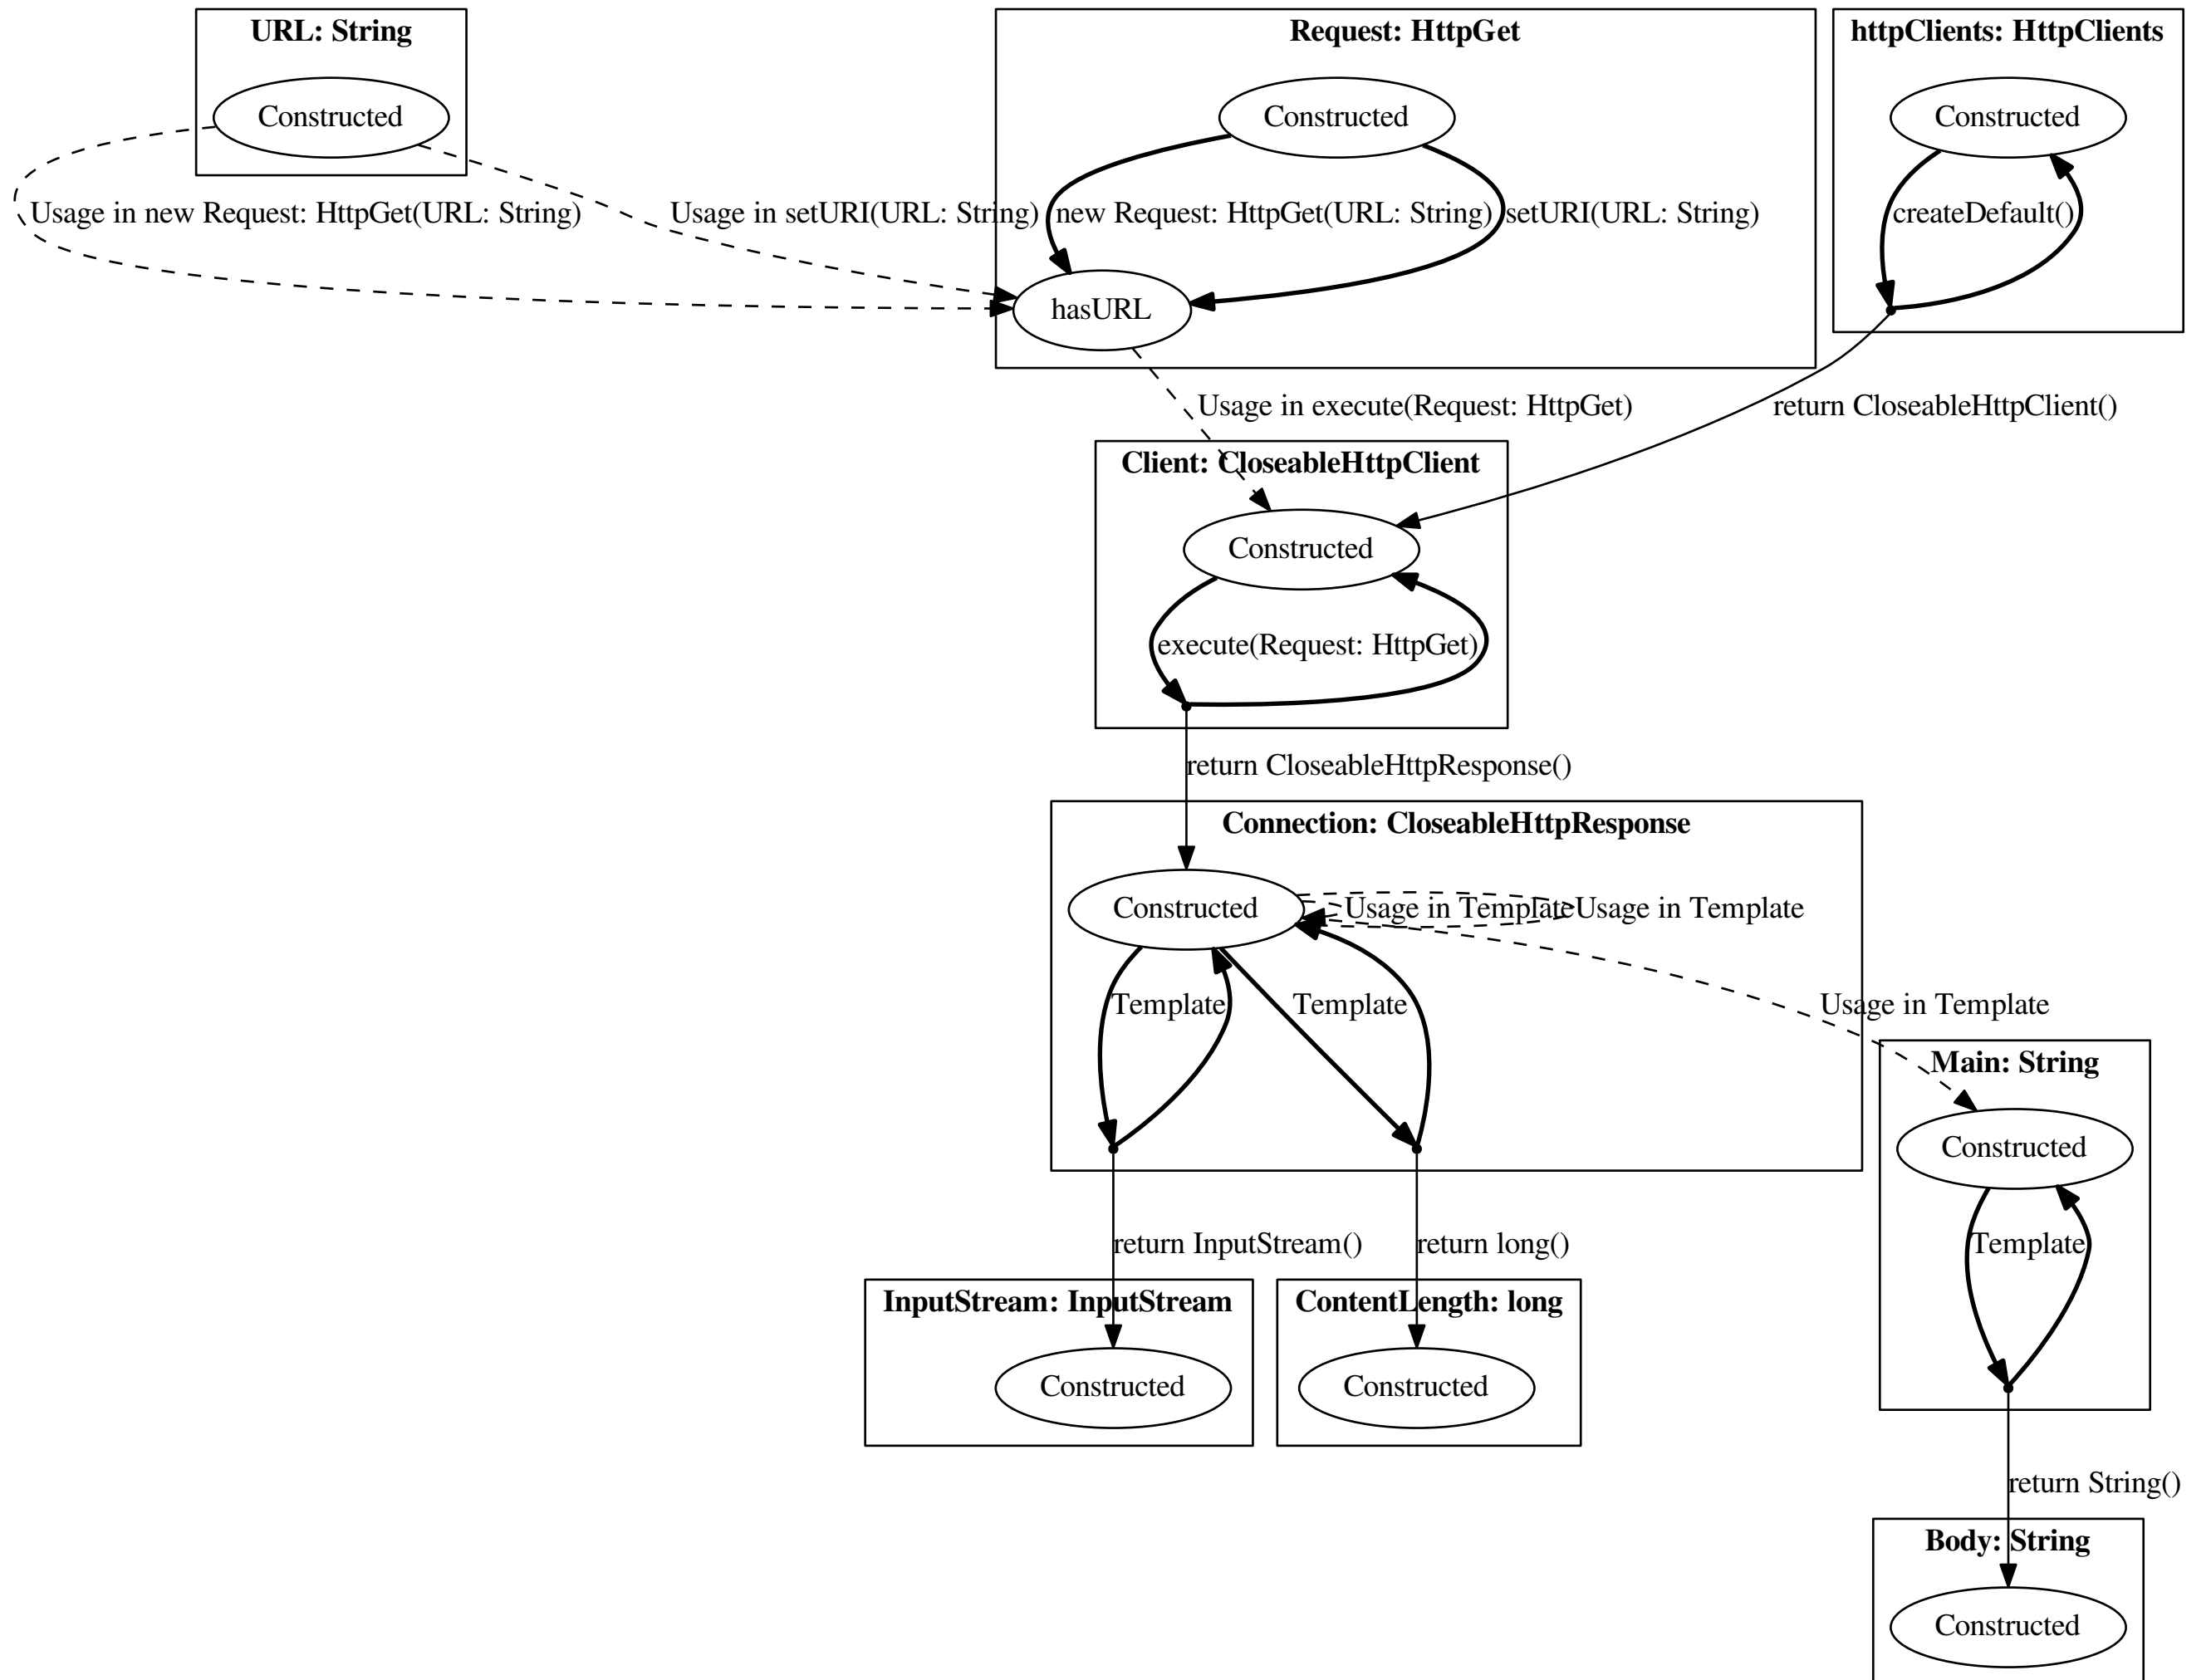 URL: String
Request: HttpGet
httpClients: HttpClients
Constructed
Constructed
Constructed
Usage in new Request: HttpGet(URL: String)
Usage in setURI(URL: String)
new Request: HttpGet(URL: String)
setURI(URL: String)
createDefault()
hasURL
Usage in execute(Request: HttpGet)
return CloseableHttpClient()
Client: CloseableHttpClient
Constructed
execute(Request: HttpGet)
return CloseableHttpResponse()
Connection: CloseableHttpResponse
Constructed
Usage in Template
Usage in Template
Template
Template
Usage in Template
Main: String
Constructed
return InputStream()
return long()
Template
InputStream: InputStream
ContentLength: long
Constructed
Constructed
return String()
Body: String
Constructed